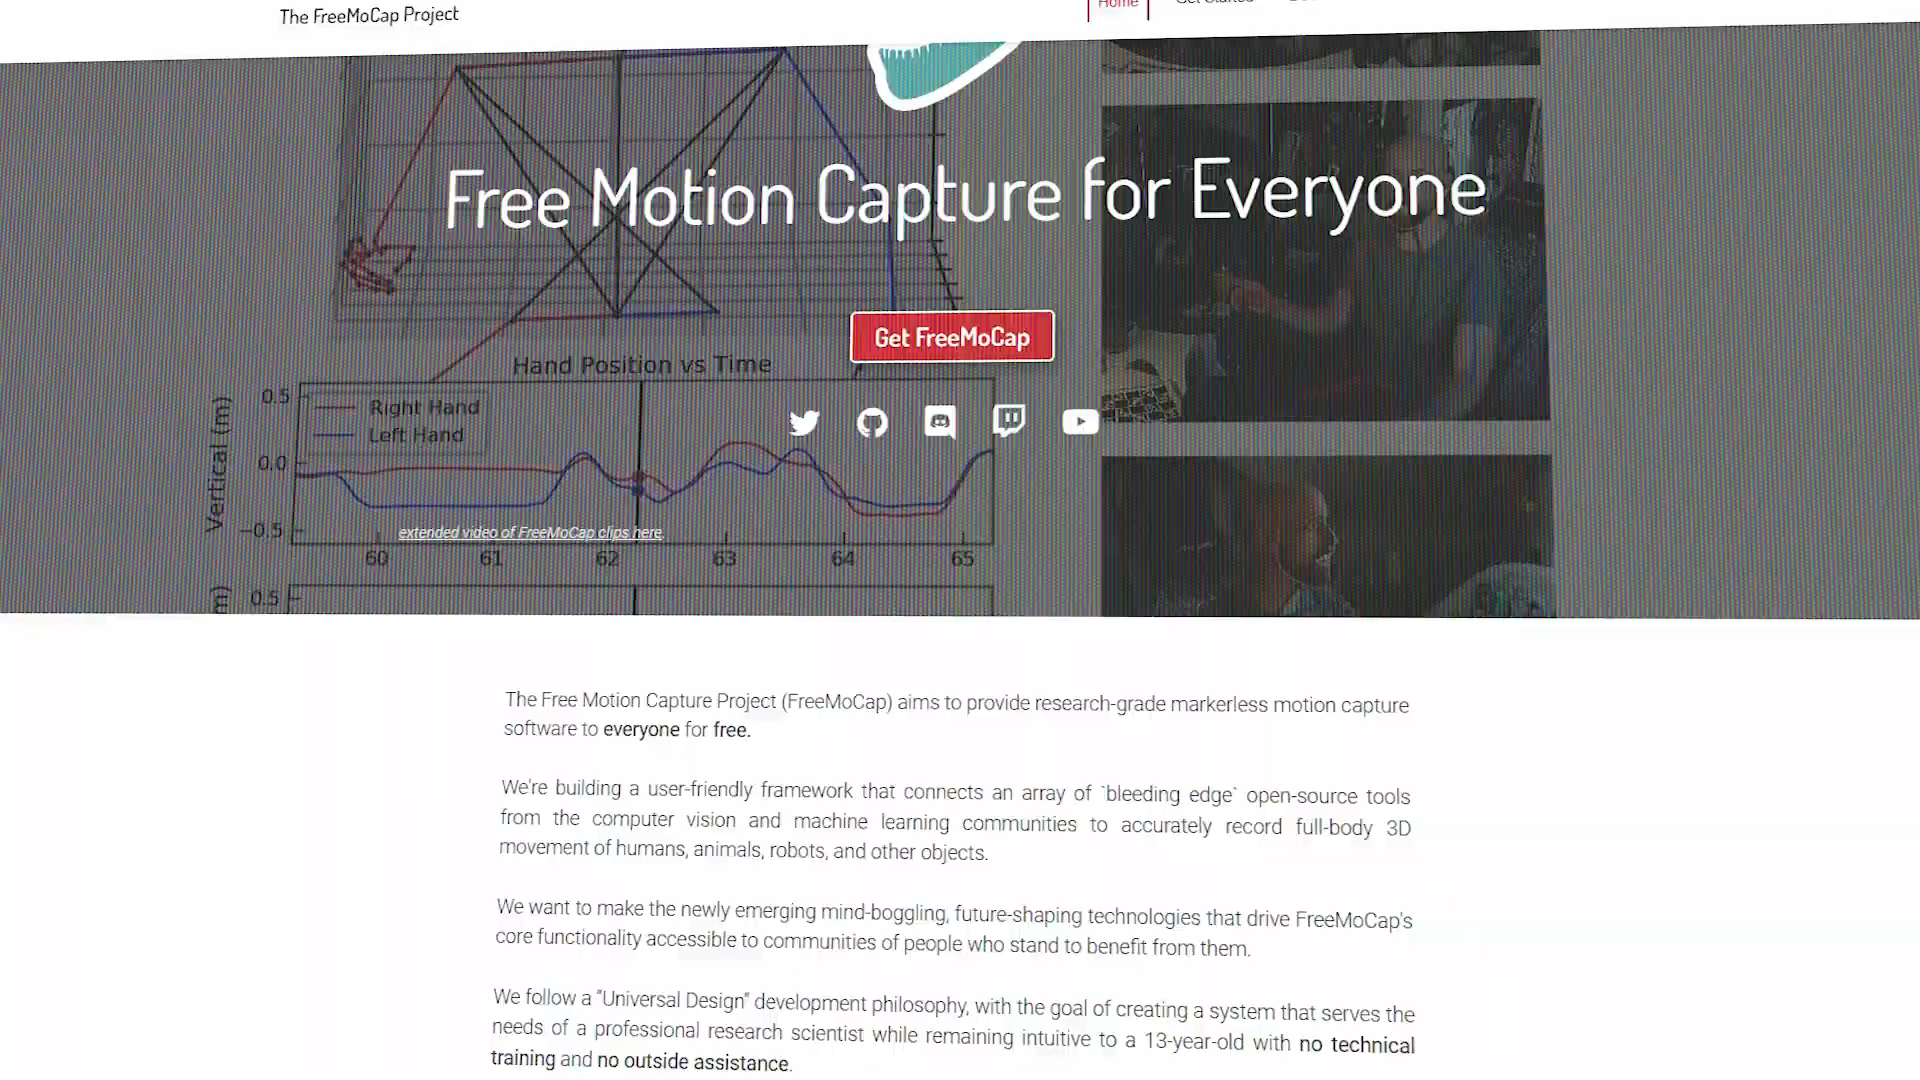 The FreeMoCap Project
Home
Get Started
Free Motion Capture for Everyone
Get FreeMoCap
Hand Position vs Time
Vertical (m)
0.5
0.0
−0.5
Right Hand
Left Hand
extended video of FreeMoCap clips here.
60 61 62 63 64 65
m)
0.5
The Free Motion Capture Project (FreeMoCap) aims to provide research-grade markerless motion capture
software to everyone for free.
We're building a user-friendly framework that connects an array of `bleeding edge` open-source tools
from the computer vision and machine learning communities to accurately record full-body 3D
movement of humans, animals, robots, and other objects.
We want to make the newly emerging mind-boggling, future-shaping technologies that drive FreeMoCap's
core functionality accessible to communities of people who stand to benefit from them.
We follow a "Universal Design" development philosophy, with the goal of creating a system that serves the
needs of a professional research scientist while remaining intuitive to a 13-year-old with no technical
training and no outside assistance.